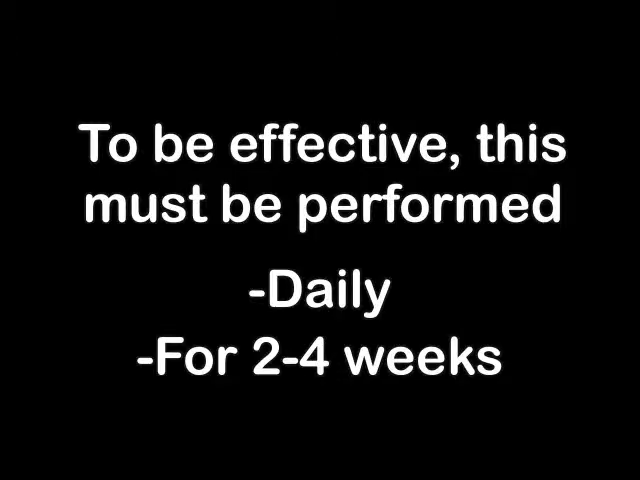 To be effective, this
must be performed
-Daily
-For 2-4 weeks